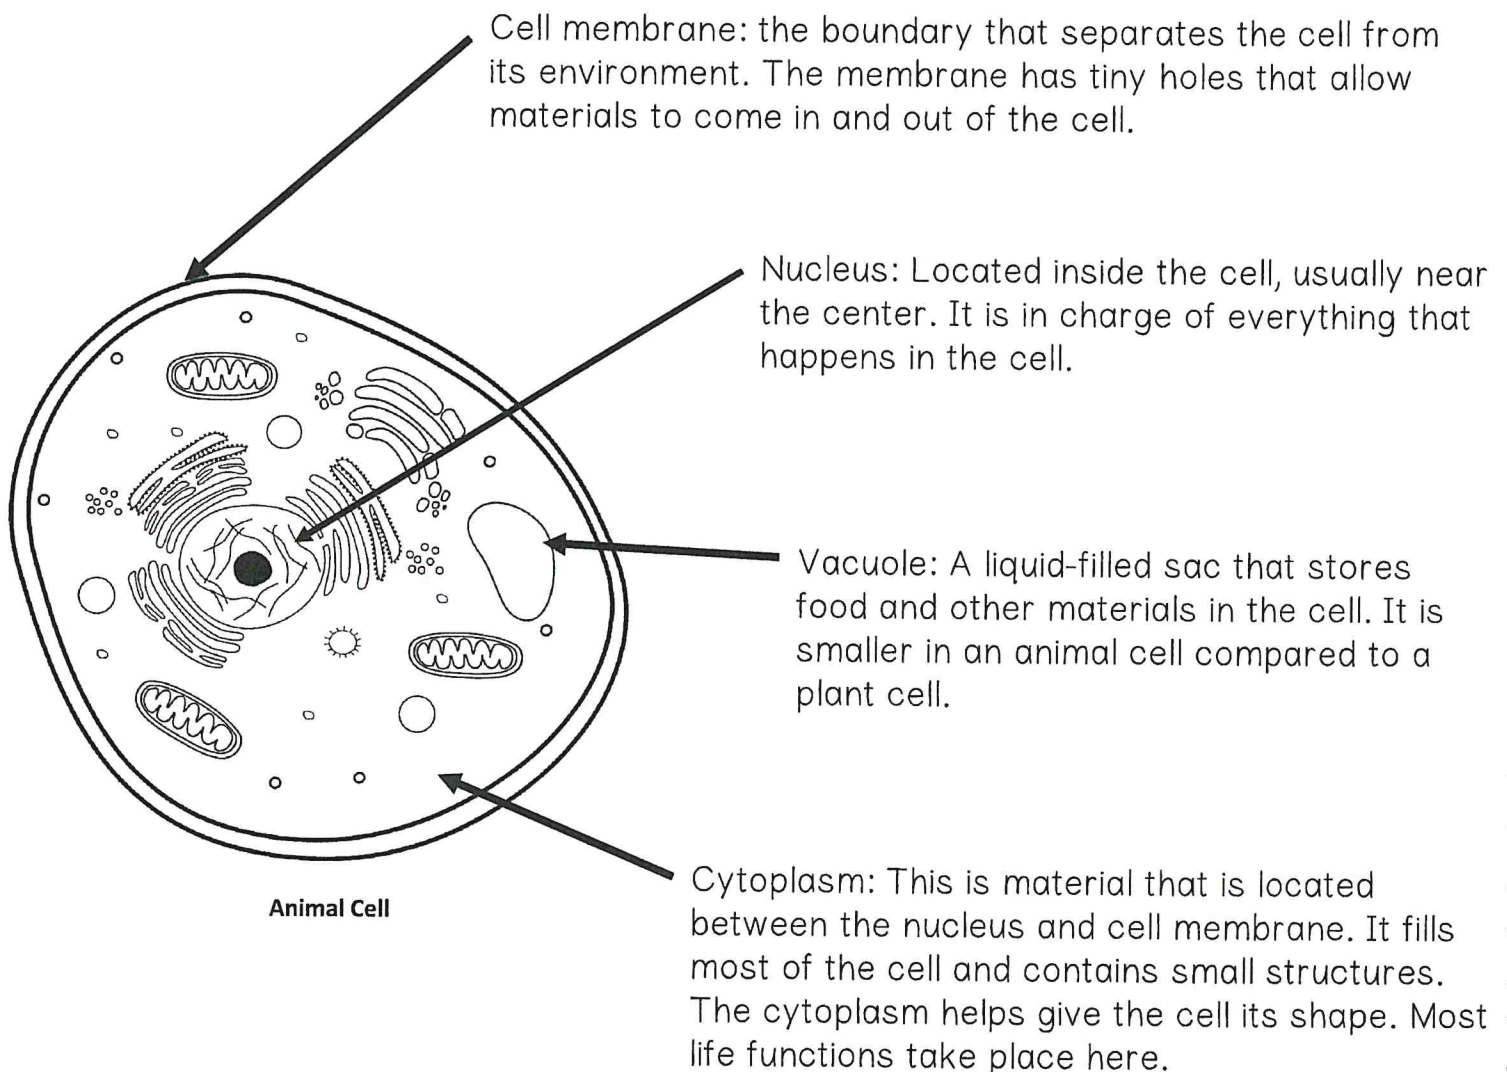 Cell membrane: the boundary that separates the cell from
its environment. The membrane has tiny holes that allow
materials to come in and out of the cell.
Nucleus: Located inside the cell, usually near
the center. It is in charge of everything that
happens in the cell.
Vacuole: A liquid-filled sac that stores
food and other materials in the cell. It is
smaller in an animal cell compared to a
plant cell.
Animal Cell
Cytoplasm: This is material that is located
between the nucleus and cell membrane. It fills
most of the cell and contains small structures.
The cytoplasm helps give the cell its shape. Most
life functions take place here.